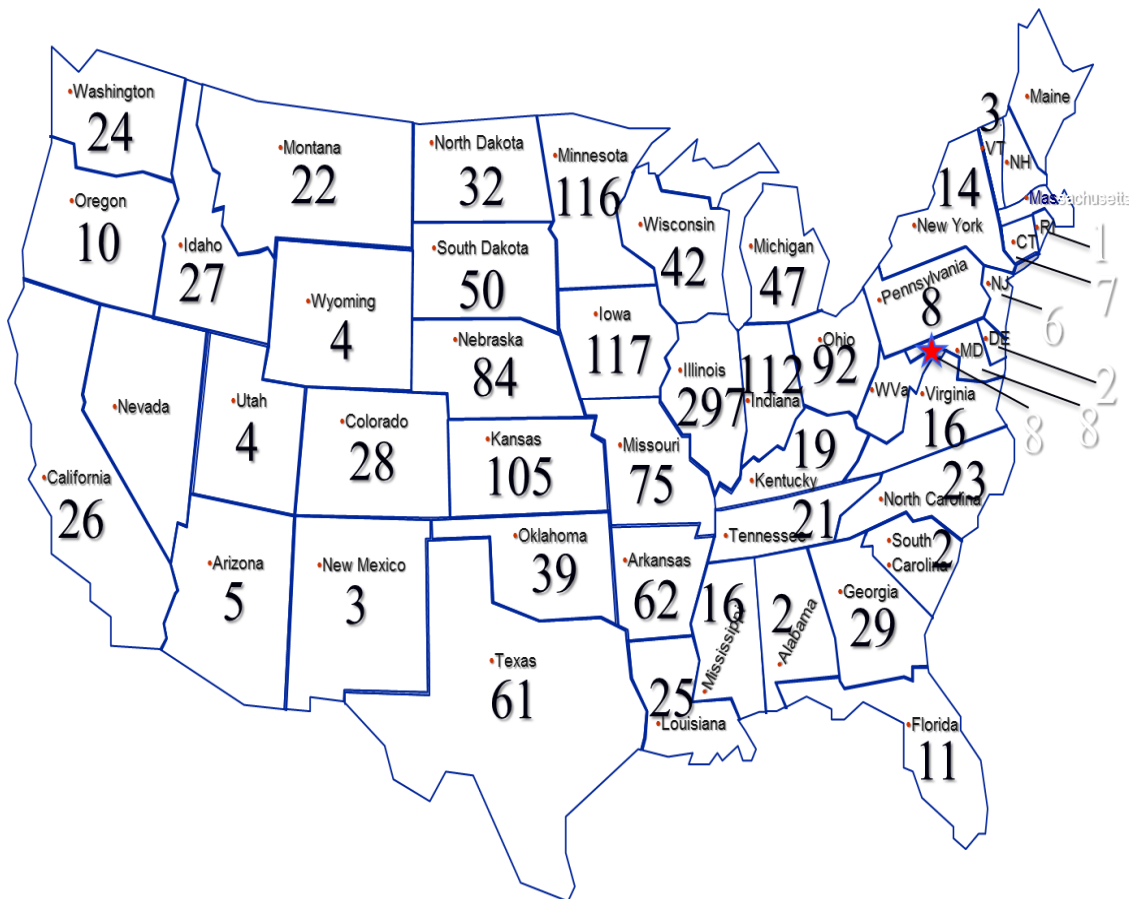 Washington
24
Oregon
10
California
26
Nevada
Idaho
27
Montana
22
Wyoming
4
Utah
4
Arizona
5
Colorado
28
New Mexico
3
North Dakota
32
South Dakota
50
Nebraska
84
Kansas
105
Oklahoma
39
Texas
61
Minnesota
116
Iowa
117
Missouri
75
Arkansas
62
25
Louisiana
Wisconsin
42
Illinois
297
Michigan
47
112
Indiana
Ohio
92
19
Kentucky
21
Tennessee
16
Mississippi
2
Alabama
Georgia
29
Florida
11
South
2
Carolina
23
North Carolina
Virginia
16
WVa
Pennsylvania
8
14
New York
3
VT
NH
Maine
Massachusetts
RI
1
CT
7
NJ
6
DE
2
MD
8
8